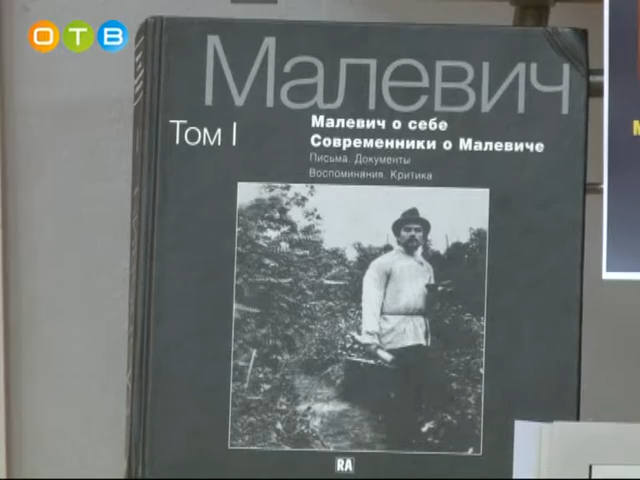 ОТВ
Малевич
Том I
Малевич о себе
Современники о Малевиче
Письма. Документы
Воспоминания. Критика
RA